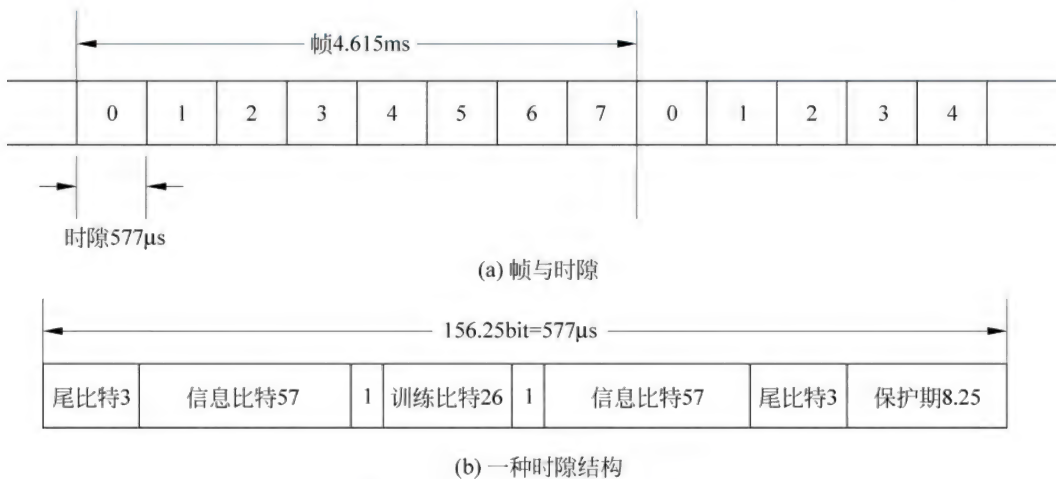 帧4.615ms
0 1 2 3 4 5 6 7 0 1 2 3 4
时隙577μs
(a) 帧与时隙
156.25bit=577μs
尾比特3 信息比特57 1 训练比特26 1 信息比特57 尾比特3 保护期8.25
(b) 一种时隙结构